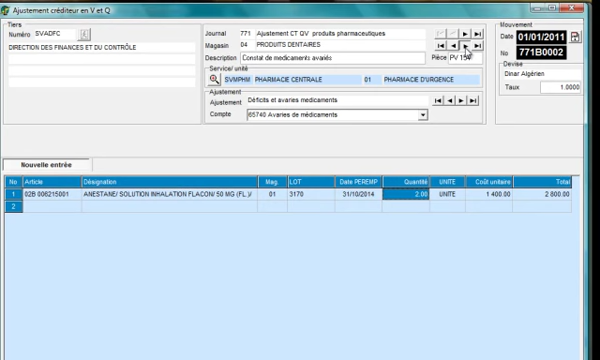 Ajustement créditeur en V et Q
Tiers
Numéro SVADFC
DIRECTION DES FINANCES ET DU CONTRÔLE
Journal 771 Ajustement CT QV produits pharmaceutiques
Magasin 04 PRODUITS DENTAIRES
Description Constat de medicaments avariés Pièce PV 154
Service/ unité
SVMPHM PHARMACIE CENTRALE 01 PHARMACIE D'URGENCE
Ajustement
Ajustement Déficits et avaries medicaments
Compte 65740 Avaries de médicaments
Mouvement
Date 01/01/2011
No 771B0002
Devise
Dinar Algérien
Taux 1.0000
Nouvelle entrée
No Article Désignation Mag. LOT Date PEREMP Quantité UNITE Coût unitaire Total
1 02B 006215001 ANESTANE/ SOLUTION INHALATION FLACON/ 50 MG (FL.)/ 01 3170 31/10/2014 2.00 UNITE 1 400.00 2 800.00
2